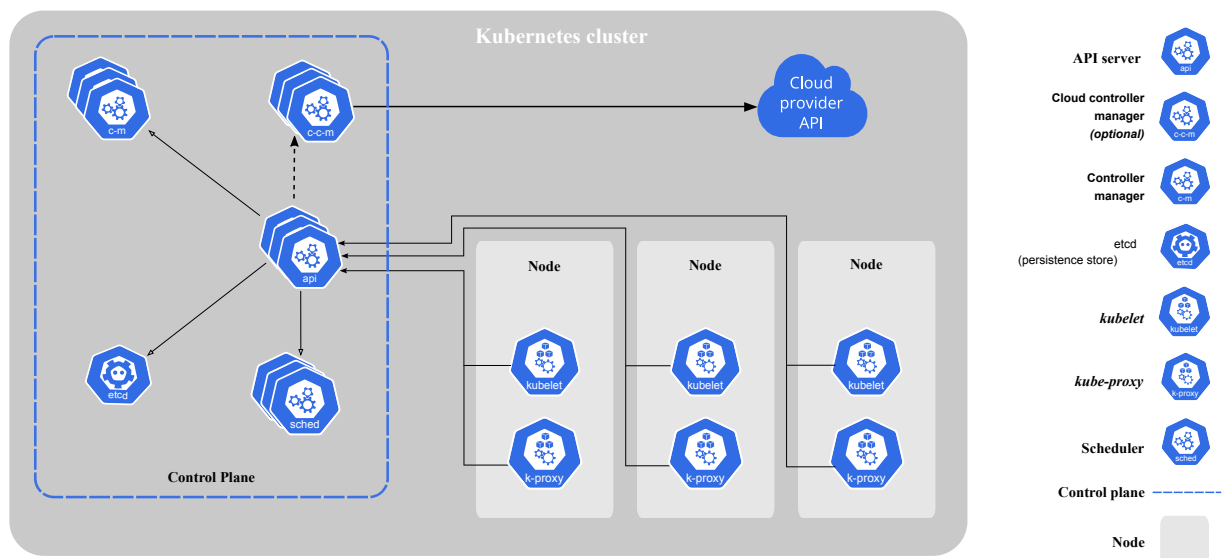 Kubernetes cluster
c-m
c-c-m
Cloud
provider
API
api
etcd
sched
Control Plane
Node
kubelet
k-proxy
Node
kubelet
k-proxy
Node
kubelet
k-proxy
API server
api
Cloud controller
manager
(optional)
c-c-m
Controller
manager
c-m
etcd
(persistence store)
etcd
kubelet
kubelet
kube-proxy
k-proxy
Scheduler
sched
Control plane
Node